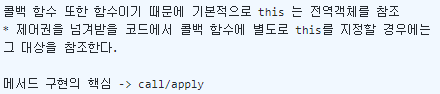 콜백 함수 또한 함수이기 때문에 기본적으로 this 는 전역객체를 참조
* 제어권을 넘겨받을 코드에서 콜백 함수에 별도로 this를 지정할 경우에는
그 대상을 참조한다.
메서드 구현의 핵심 -> call/apply